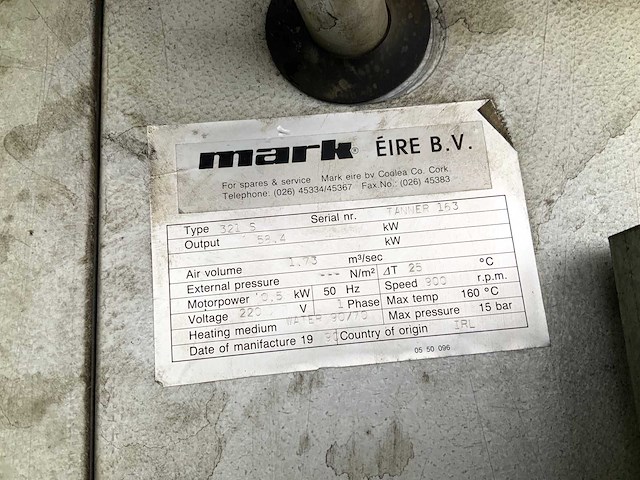 mark® ÉIRE B.V.
For spares & service Mark eire bv Coolea Co. Cork
Telephone: (026) 45334/45367 Fax.No.: (026) 45383
Type 321 S Serial nr. TANNER 163
Output 58,4 kW
kW
Air volume 1,73 m³/sec
External pressure --- N/m² ΔT 25 °C
Motorpower 0,5 kW 50 Hz Speed 900 r.p.m.
Voltage 220 V 1 Phase Max temp 160 °C
Heating medium WATER 90/70 Max pressure 15 bar
Date of manifacture 19 Country of origin IRL
05 50 096